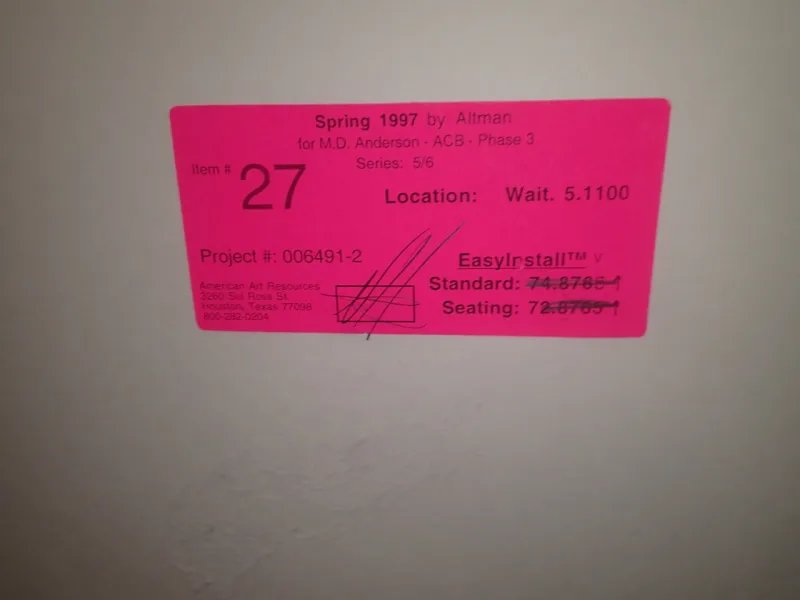 Spring 1997 by Altman
for M.D. Anderson - ACB - Phase 3
Series: 5/6
Item # 27
Location: Wait. 5.1100
Project #: 006491-2
EasyInstall™ V
Standard: 74.8765
Seating: 72.8765
American Art Resources
3260 Sul Ross St.
Houston, Texas 77098
800-282-0204